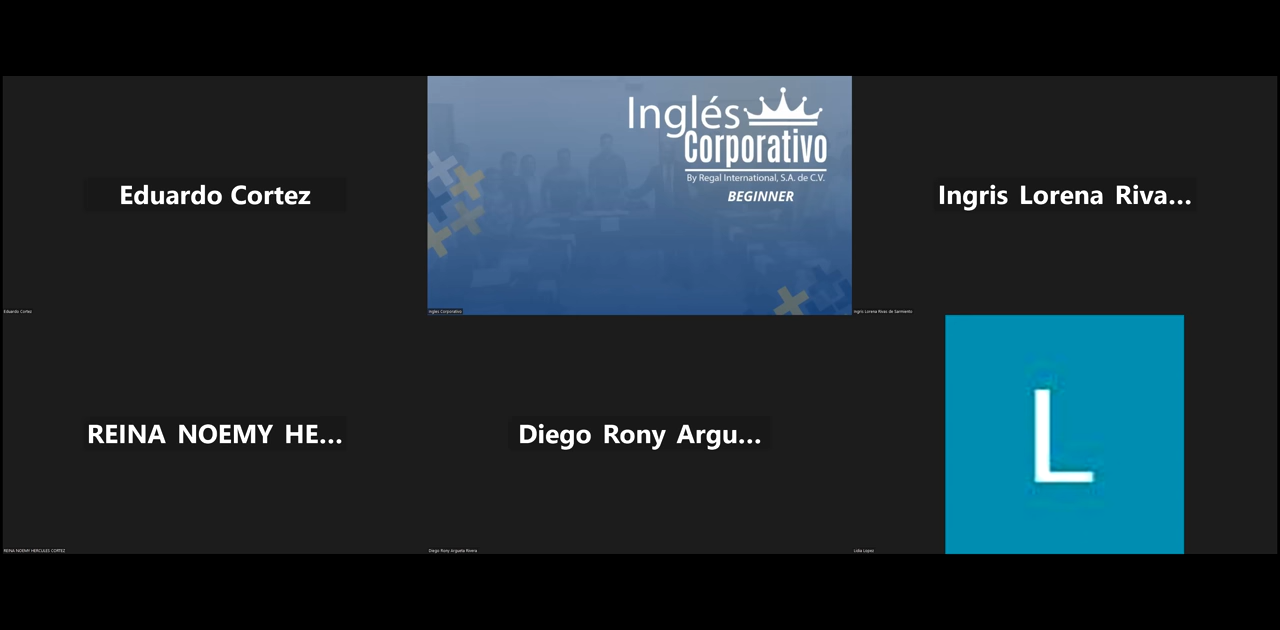 Eduardo Cortez
Eduardo Cortez
Inglés
Corporativo
By Regal International, S.A. de C.V.
BEGINNER
Inglés Corporativo
Ingris Lorena Riva...
Ingris Lorena Rivas de Sarmiento
REINA NOEMY HE...
REINA NOEMY HERCULES CORTEZ
Diego Rony Argu...
Diego Rony Argueta Rivera
L
Lidia Lopez